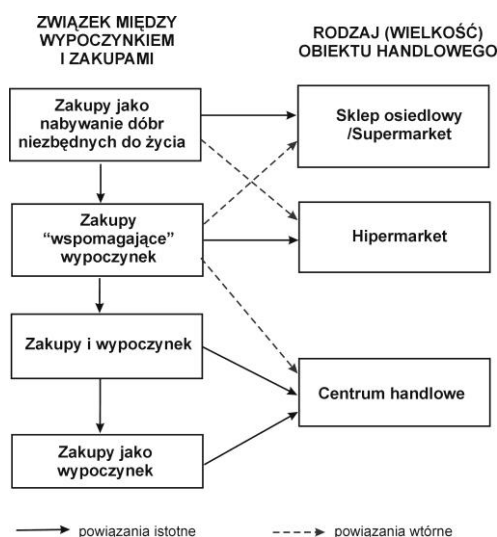 ZWIĄZEK MIĘDZY
WYPOCZYNKIEM
I ZAKUPAMI
RODZAJ (WIELKOŚĆ)
OBIEKTU HANDLOWEGO
Zakupy jako
nabywanie dóbr
niezbędnych do życia
Sklep osiedlowy
/Supermarket
Zakupy
“wspomagające”
wypoczynek
Hipermarket
Zakupy i wypoczynek
Centrum handlowe
Zakupy jako
wypoczynek
powiązania istotne
powiązania wtórne